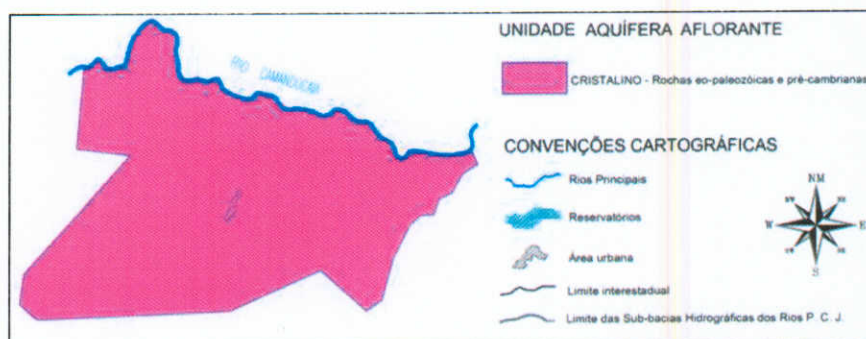 RIO CAMANDUCAIA
UNIDADE AQUÍFERA AFLORANTE
CRISTALINO - Rochas eo-paleozóicas e pré-cambrianas
CONVENÇÕES CARTOGRÁFICAS
Rios Principais
Reservatórios
Área urbana
Limite interestadual
Limite das Sub-bacias Hidrográficas dos Rios P. C. J.
NM
W
E
S